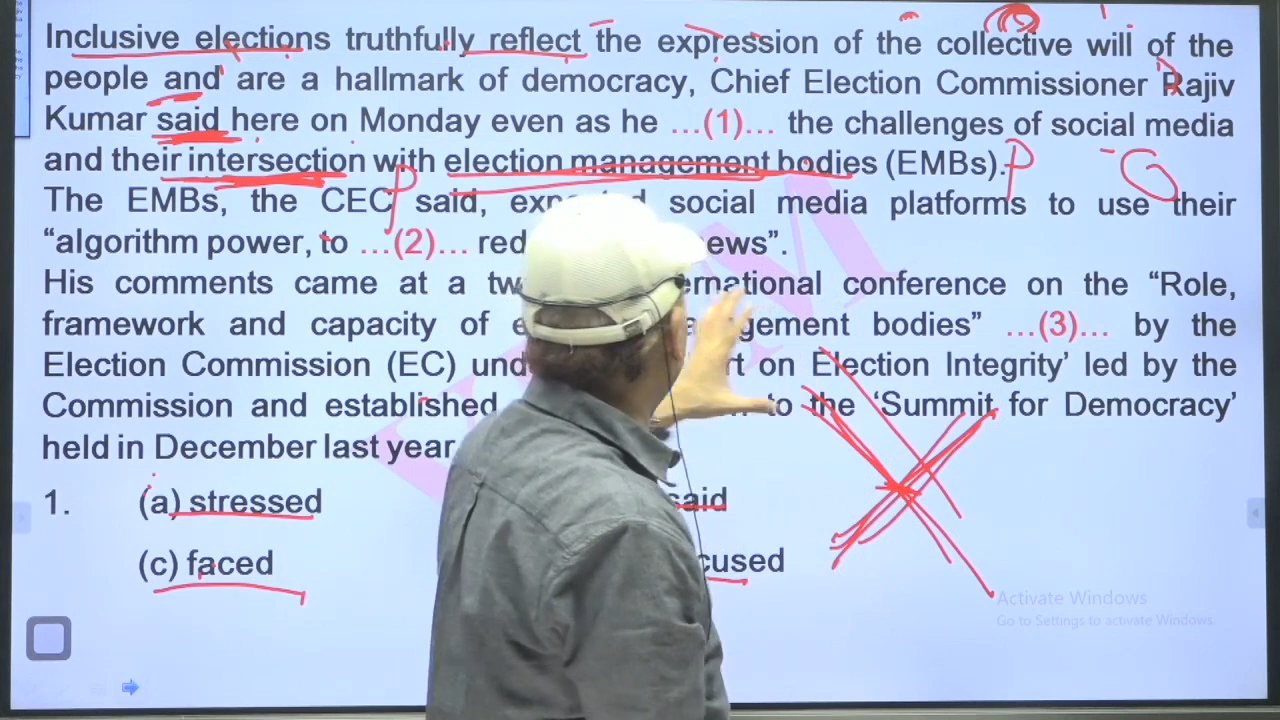 Inclusive elections truthfully reflect the expression of the collective will of the
people and are a hallmark of democracy, Chief Election Commissioner Rajiv
Kumar said here on Monday even as he ...(1)... the challenges of social media
and their intersection with election management bodies (EMBs).
The EMBs, the CEC said, social media platforms to use their
“algorithm power, to ...(2)... red ews”.
His comments came at a tw ernational conference on the “Role,
framework and capacity of e agement bodies” ...(3)... by the
Election Commission (EC) und rt on Election Integrity’ led by the
Commission and established to the ‘Summit for Democracy’
held in December last year
1. (a) stressed said
(c) faced cused
Activate Windows
Go to Settings to activate Windows.